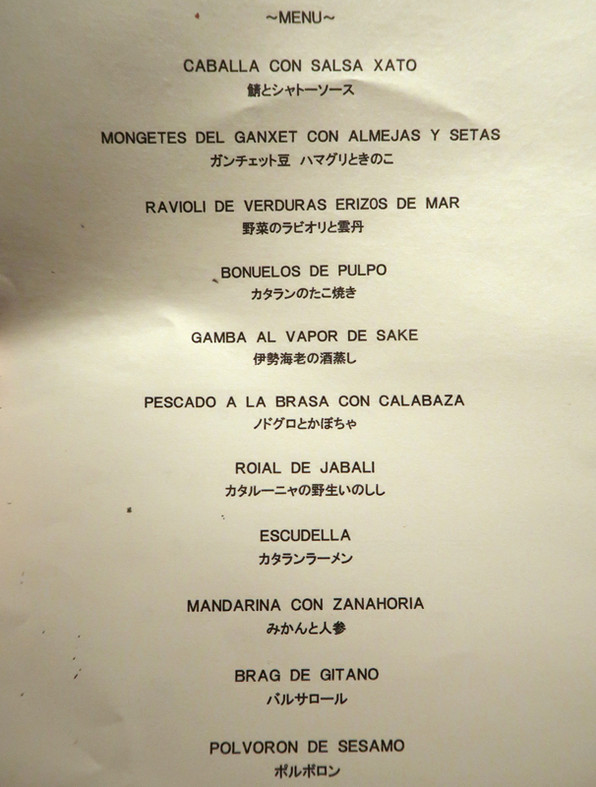 ~MENU~
CABALLA CON SALSA XATO
鯖とシャトーソース
MONGETES DEL GANXET CON ALMEJAS Y SETAS
ガンチェット豆 ハマグリときのこ
RAVIOLI DE VERDURAS ERIZOS DE MAR
野菜のラビオリと雲丹
BONUELOS DE PULPO
カタランのたこ焼き
GAMBA AL VAPOR DE SAKE
伊勢海老の酒蒸し
PESCADO A LA BRASA CON CALABAZA
ノドグロとかぼちゃ
ROIAL DE JABALI
カタルーニャの野生いのしし
ESCUDELLA
カタランラーメン
MANDARINA CON ZANAHORIA
みかんと人参
BRAG DE GITANO
バルサロール
POLVORON DE SESAMO
ポルボロン